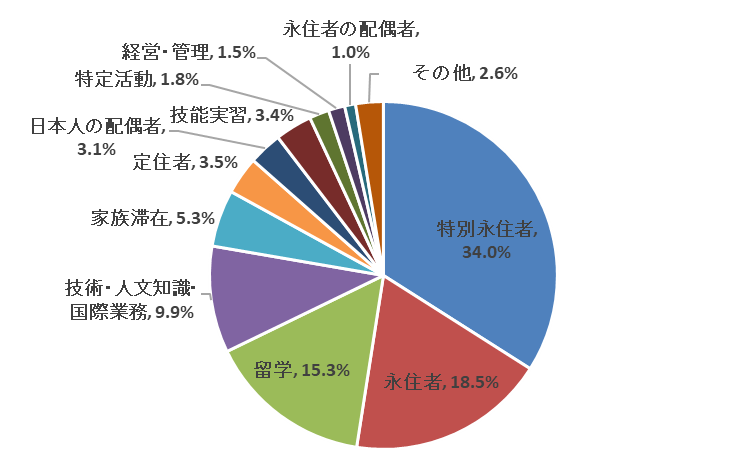 永住者の配偶者,
1.0%
経営・管理, 1.5%
その他, 2.6%
特定活動, 1.8%
技能実習, 3.4%
日本人の配偶者,
3.1%
定住者, 3.5%
家族滞在, 5.3%
特別永住者,
34.0%
技術・人文知識・
国際業務, 9.9%
留学, 15.3%
永住者, 18.5%